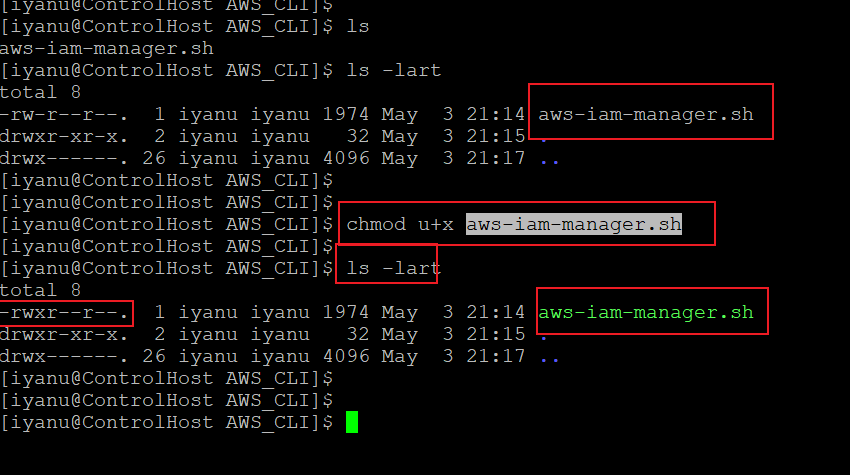 [iyanu@ControlHost AWS_CLI]$
[iyanu@ControlHost AWS_CLI]$ ls
aws-iam-manager.sh
[iyanu@ControlHost AWS_CLI]$ ls -lart
total 8
-rw-r--r--. 1 iyanu iyanu 1974 May 3 21:14 aws-iam-manager.sh
drwxr-xr-x. 2 iyanu iyanu 32 May 3 21:15 .
drwx------. 26 iyanu iyanu 4096 May 3 21:17 ..
[iyanu@ControlHost AWS_CLI]$
[iyanu@ControlHost AWS_CLI]$
[iyanu@ControlHost AWS_CLI]$ chmod u+x aws-iam-manager.sh
[iyanu@ControlHost AWS_CLI]$
[iyanu@ControlHost AWS_CLI]$ ls -lart
total 8
-rwxr--r--. 1 iyanu iyanu 1974 May 3 21:14 aws-iam-manager.sh
drwxr-xr-x. 2 iyanu iyanu 32 May 3 21:15 .
drwx------. 26 iyanu iyanu 4096 May 3 21:17 ..
[iyanu@ControlHost AWS_CLI]$
[iyanu@ControlHost AWS_CLI]$
[iyanu@ControlHost AWS_CLI]$